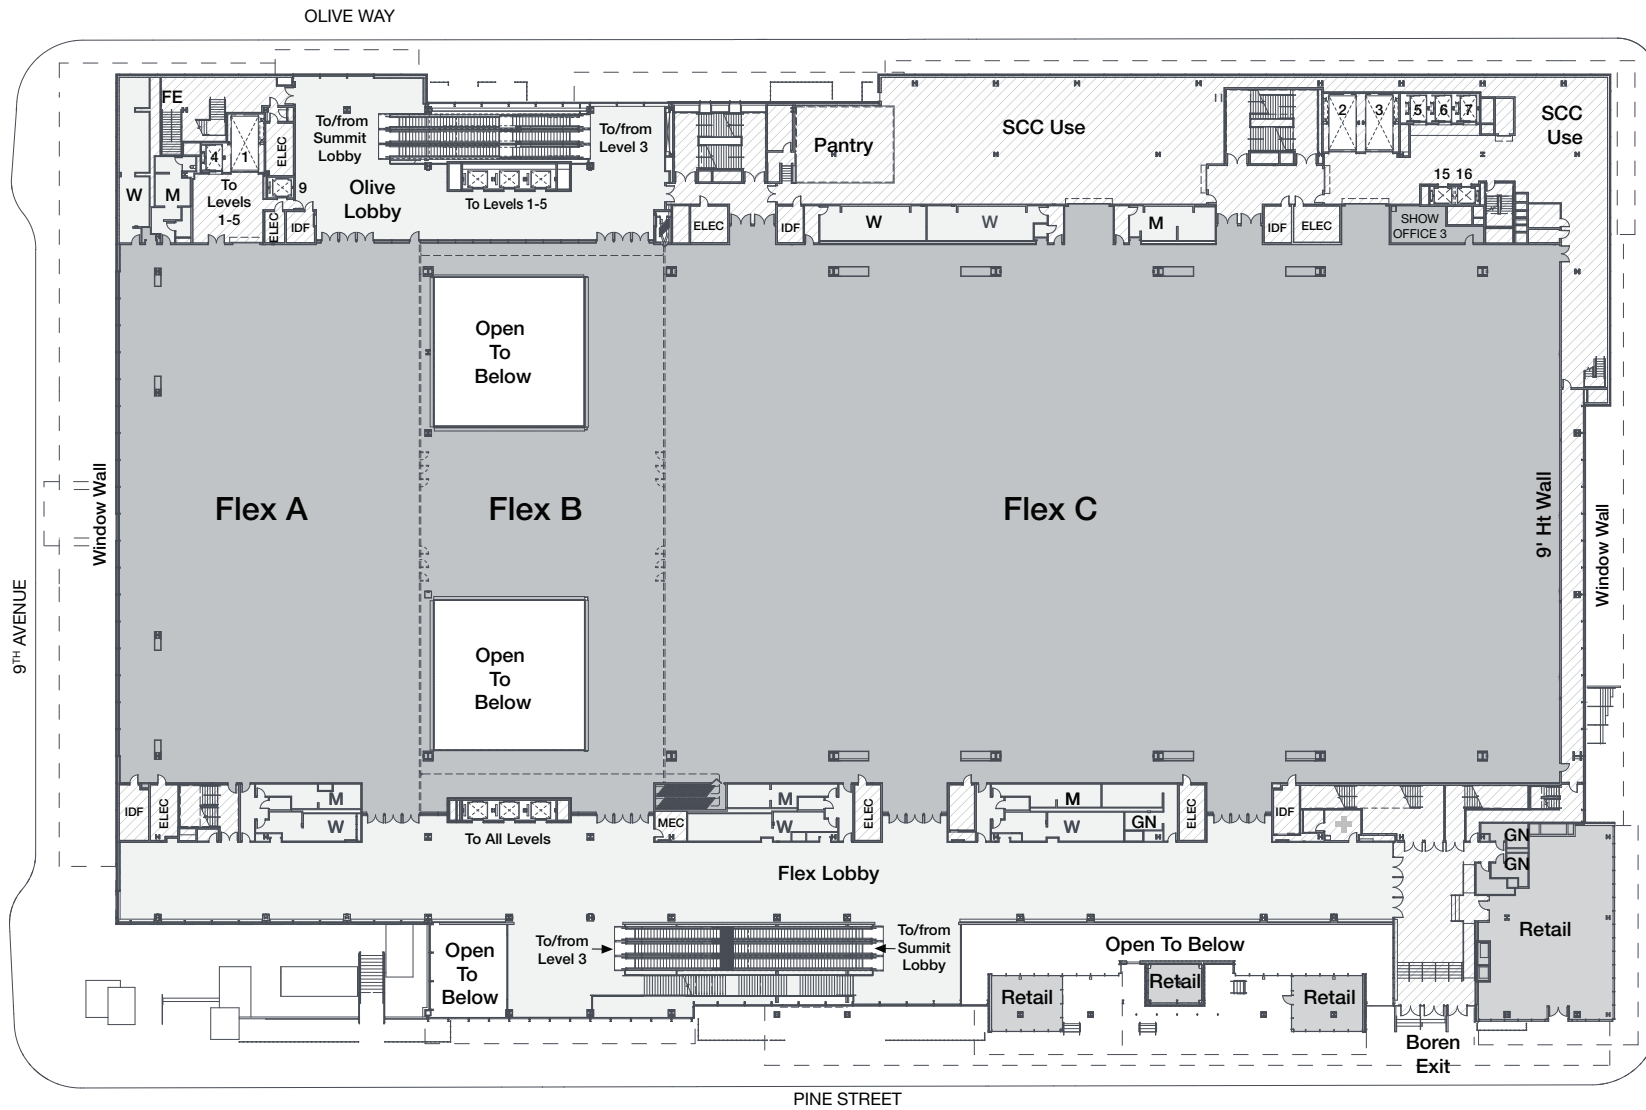 OLIVE WAY
FE
4
1
ELEC
To
Levels
1-5
W
M
9
ELEC
IDF
To/from
Summit
Lobby
Olive
Lobby
To/from
Level 3
To Levels 1-5
ELEC
IDF
Pantry
W
W
SCC Use
M
2
3
5
6
7
SCC
Use
15 16
IDF
ELEC
SHOW
OFFICE 3
Open
To
Below
Window Wall
Flex A
Flex B
Flex C
9' Ht Wall
Window Wall
9TH AVENUE
Open
To
Below
IDF
ELEC
M
W
To All Levels
MEC
M
W
ELEC
M
W
GN
ELEC
IDF
GN
GN
Flex Lobby
Retail
Open
To
Below
To/from
Level 3
To/from
Summit
Lobby
Open To Below
Retail
Retail
Retail
Boren
Exit
PINE STREET